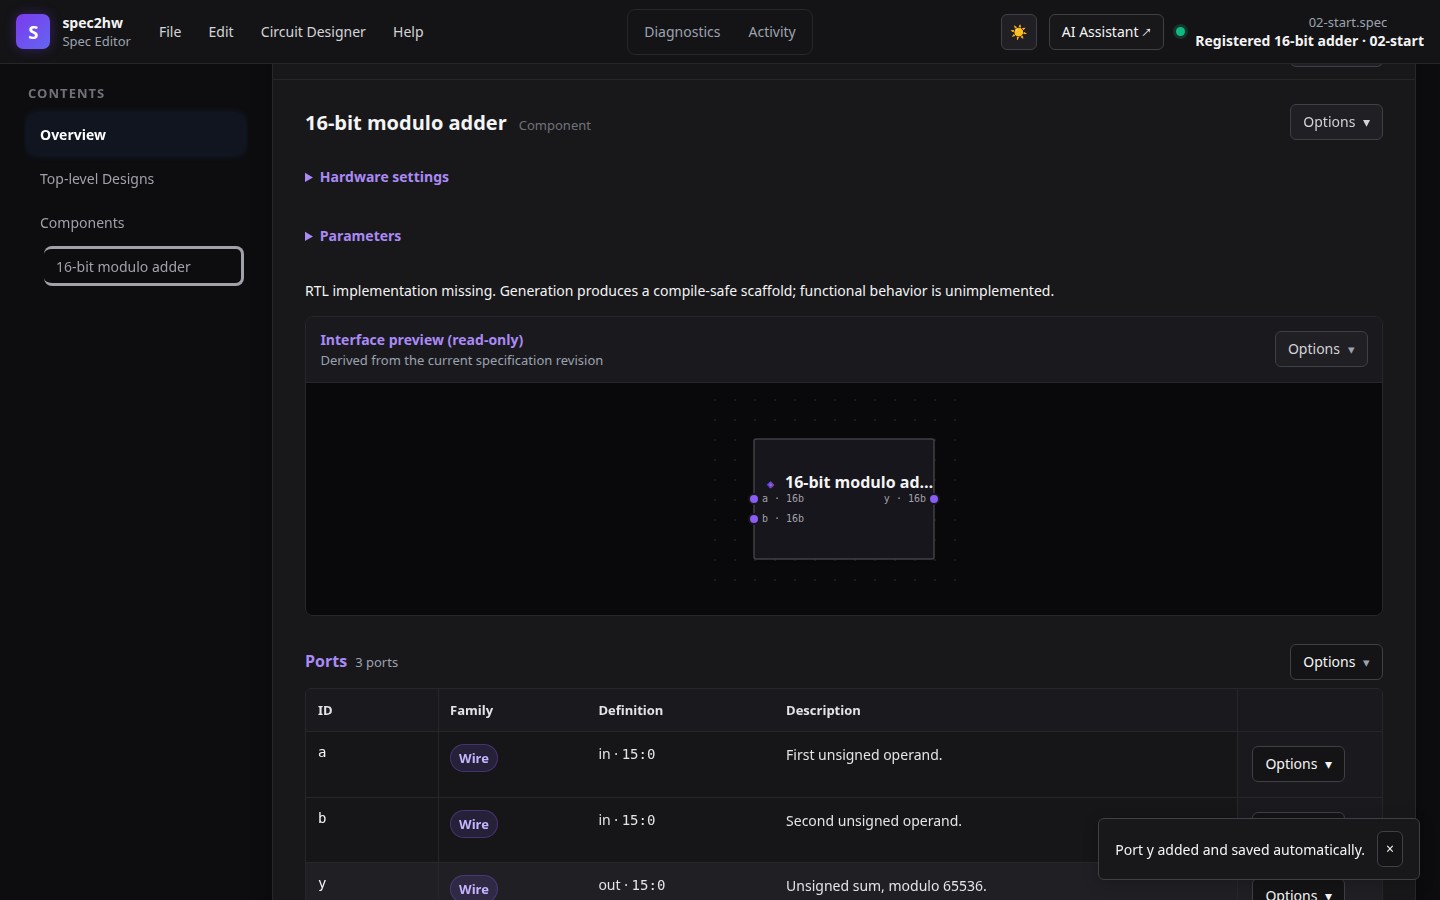 S
spec2hw
Spec Editor
File
Edit
Circuit Designer
Help
Diagnostics
Activity
☀️
AI Assistant ↗
02-start.spec
Registered 16-bit adder · 02-start
CONTENTS
Overview
Top-level Designs
Components
16-bit modulo adder
16-bit modulo adder Component
Options ▾
▶ Hardware settings
▶ Parameters
RTL implementation missing. Generation produces a compile-safe scaffold; functional behavior is unimplemented.
Interface preview (read-only)
Derived from the current specification revision
Options ▾
◈ 16-bit modulo ad...
a · 16b
y · 16b
b · 16b
Ports 3 ports
Options ▾
ID Family Definition Description
a Wire in · 15:0 First unsigned operand. Options ▾
b Wire in · 15:0 Second unsigned operand.
Port y added and saved automatically. ×
y Wire out · 15:0 Unsigned sum, modulo 65536. Options ▾